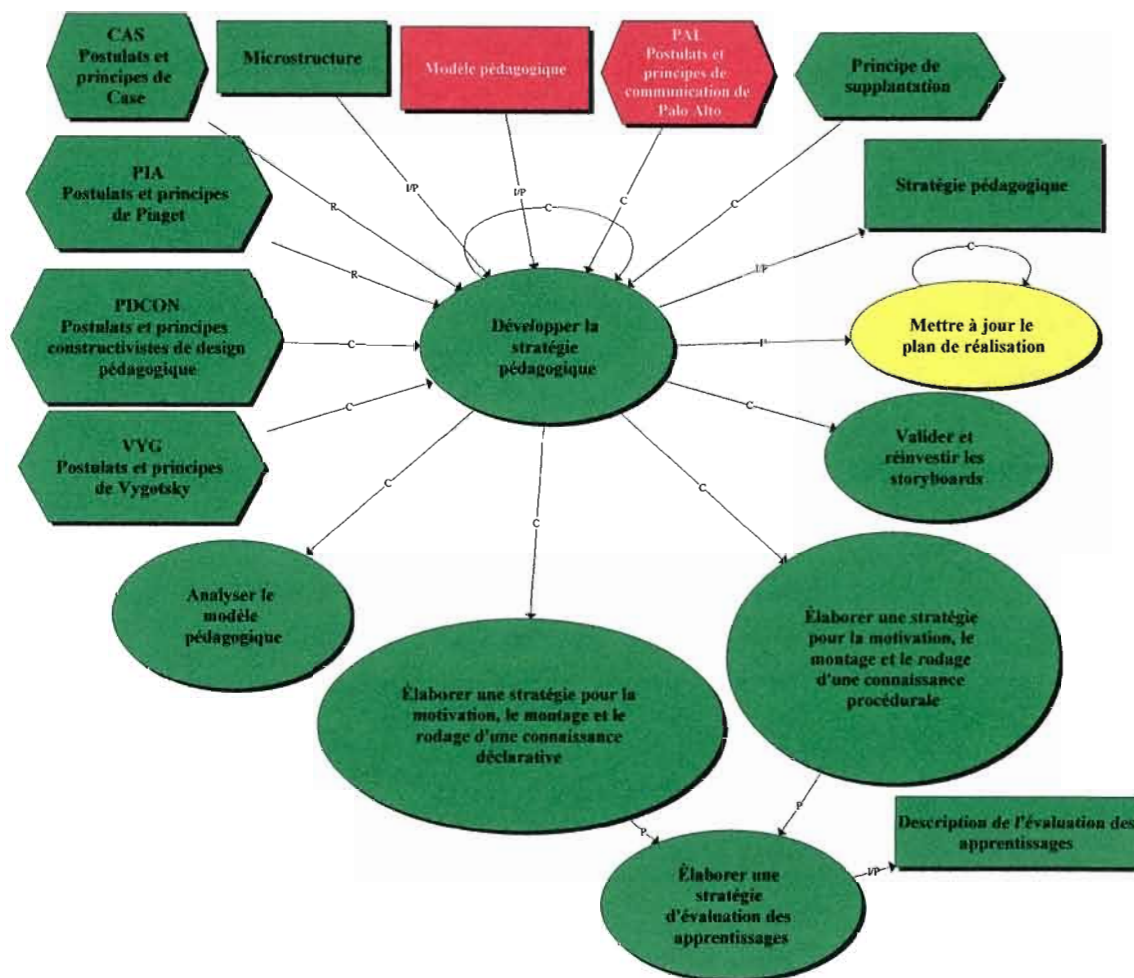 CAS
Postulats et
principes de
Case
Microstructure
Modèle pédagogique
PAL
Postulats et
principes de
communication de
Palo Alto
Principe de
supplantation
PIA
Postulats et principes
de Piaget
Stratégie pédagogique
I/P
I/P
C
C
R
C
R
I/P
C
PDCON
Postulats et principes
constructivistes de design
pédagogique
C
Développer la
stratégie
pédagogique
P
Mettre à jour le
plan de réalisation
C
C
VYG
Postulats et principes
de Vygotsky
Valider et
réinvestir les
storyboards
C
C
C
Analyser le
modèle
pédagogique
Élaborer une stratégie
pour la motivation, le
montage et le rodage
d'une connaissance
procédurale
Élaborer une stratégie pour la
motivation, le montage et le
rodage d'une connaissance
déclarative
P
P
Description de l'évaluation des
apprentissages
I/P
Élaborer une
stratégie
d'évaluation des
apprentissages